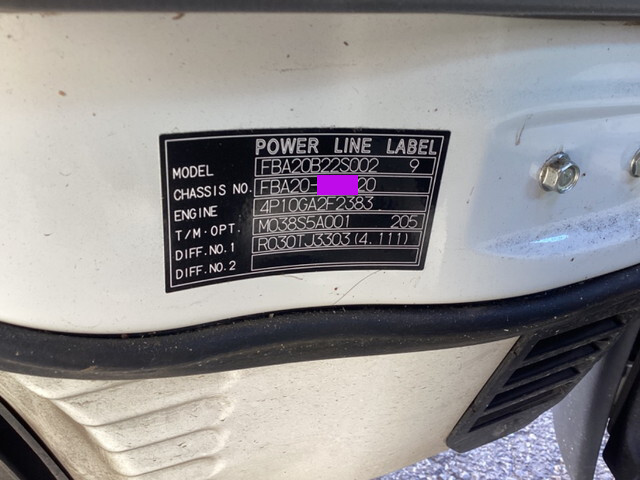 POWER LINE LABEL
MODEL FBA20B22S002 9
CHASSIS NO. FBA20- 20
ENGINE 4P10GA2F2383
T/M·OPT. M038S5A001 205
DIFF.NO.1 R030TJ3303(4.111)
DIFF.NO.2